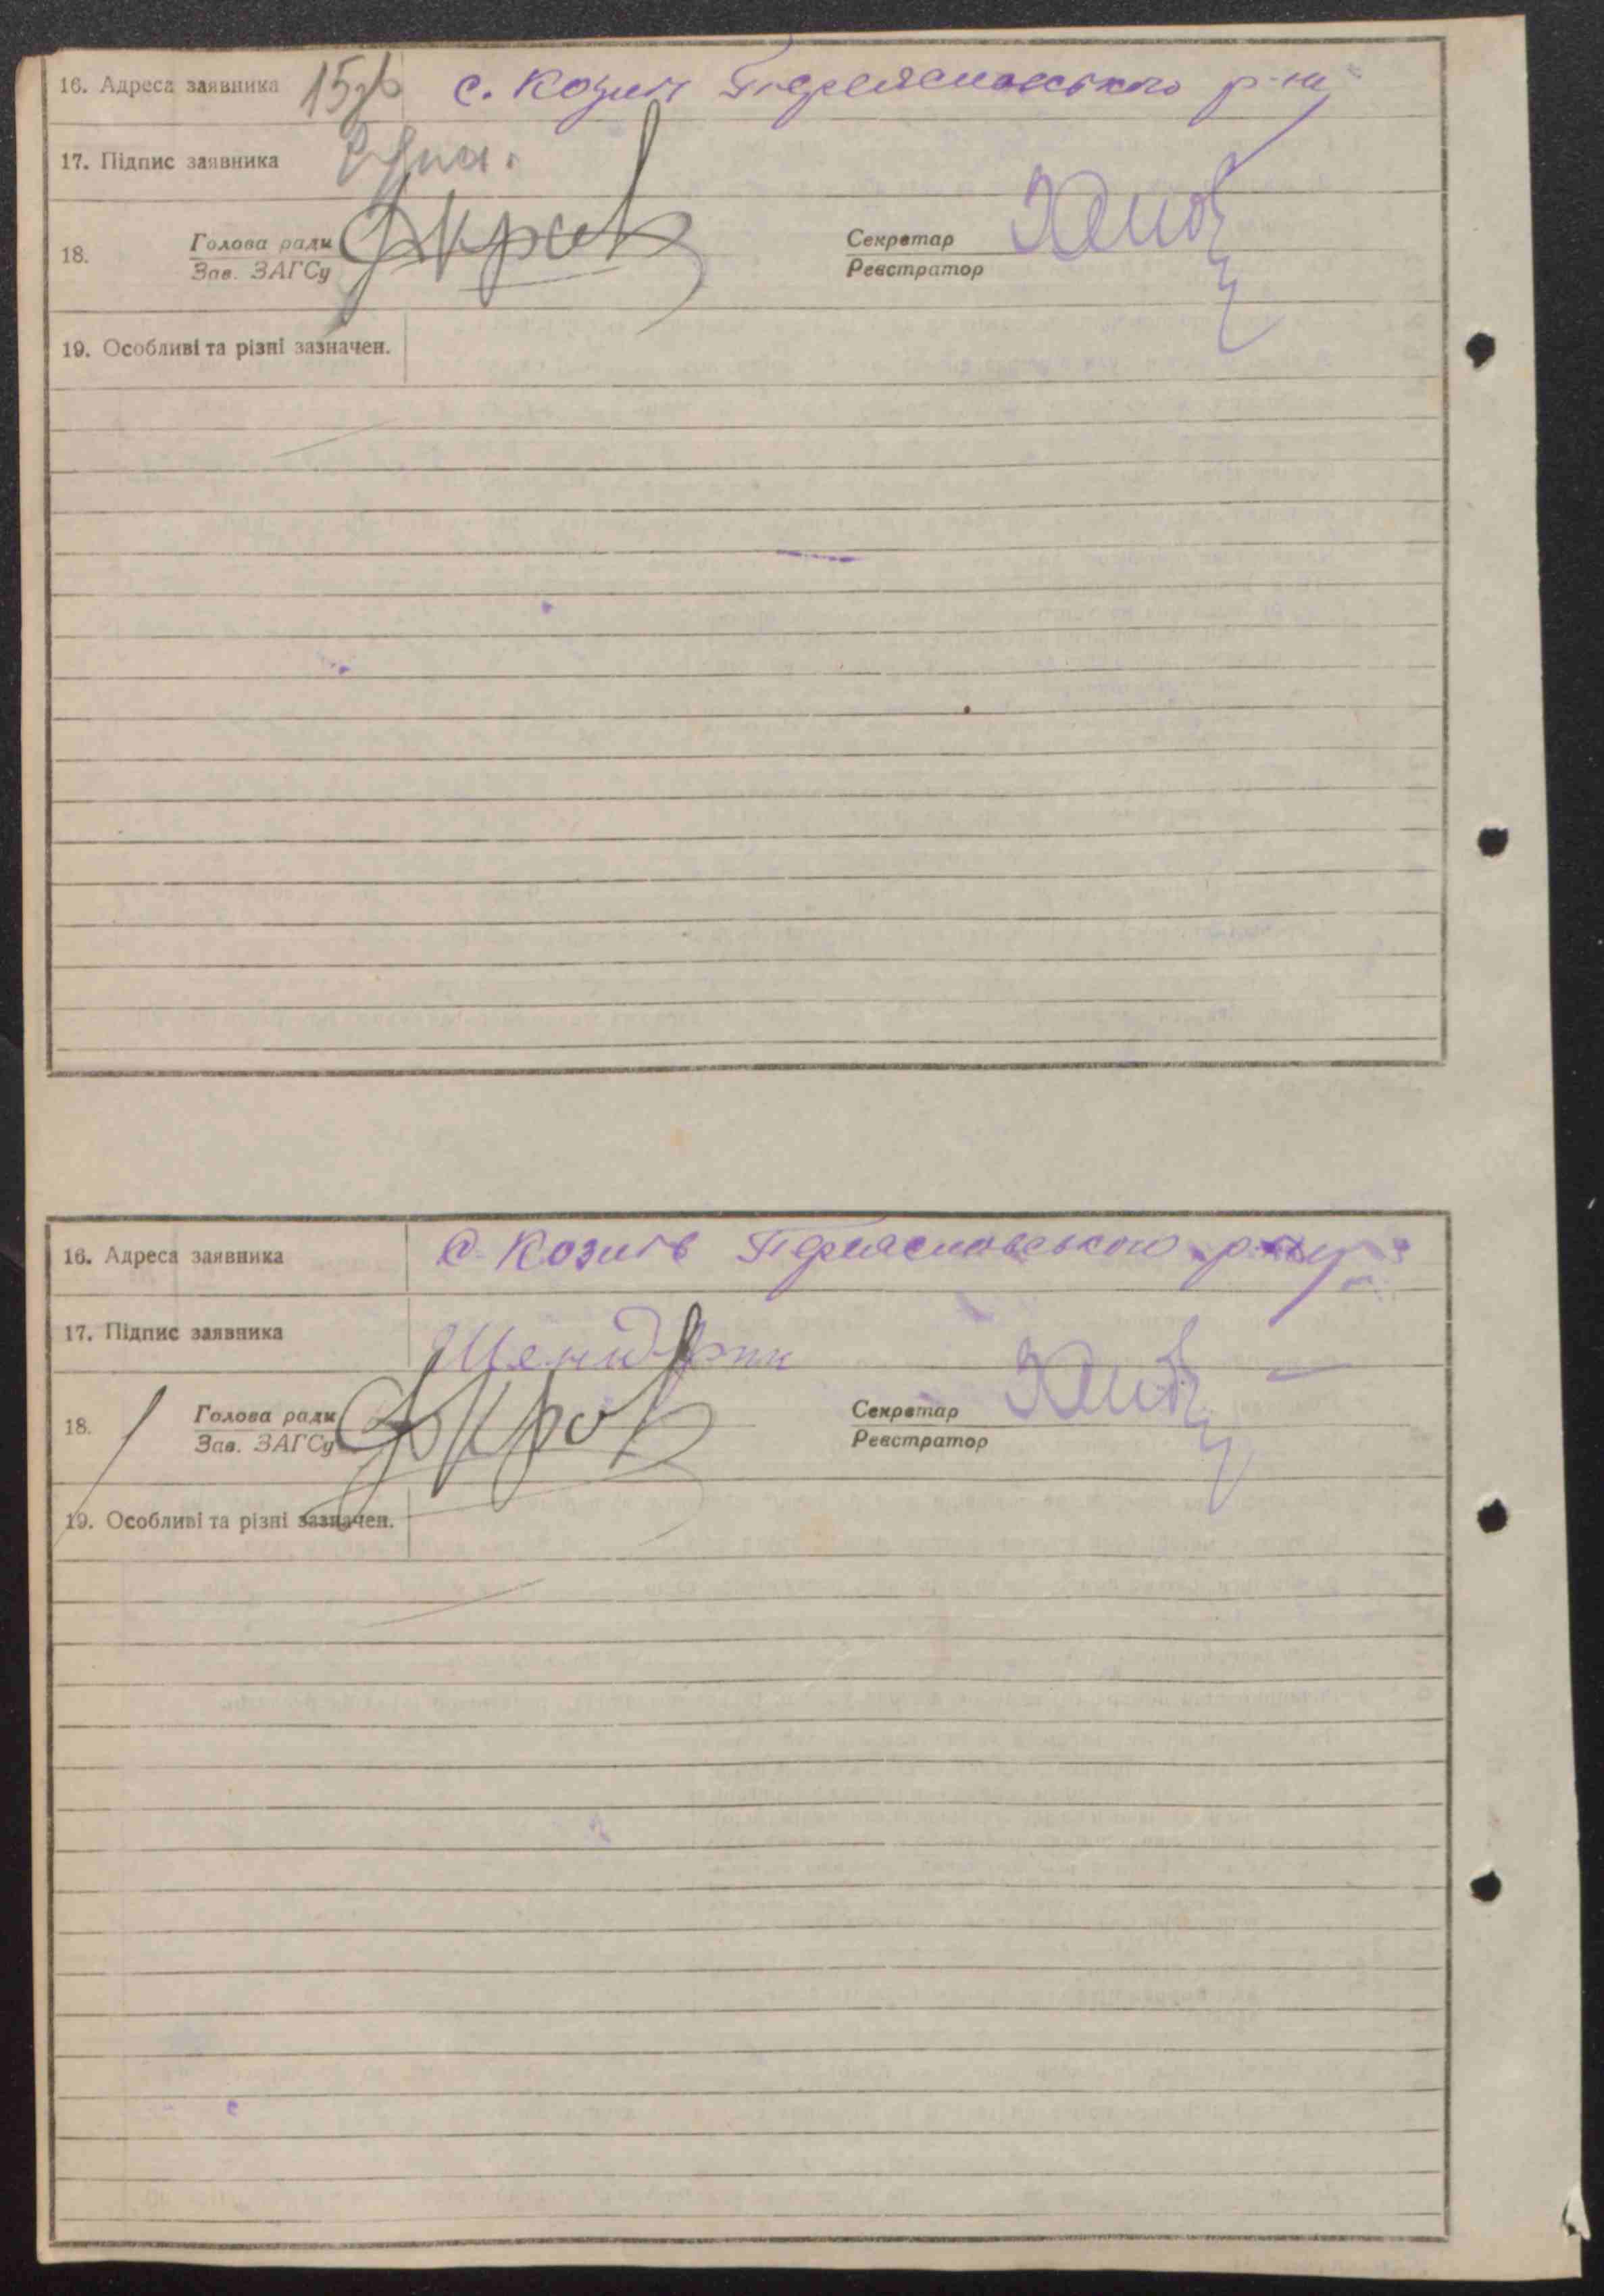 16. Адреса заявника с. Козин Переяславського р-ну
17. Підпис заявника
18. Голова ради Секретар
Зав. ЗАГСу Реєстратор
19. Особливі та різні зазначен.
16. Адреса заявника с. Козинь Переяславського р-ну
17. Підпис заявника
18. Голова ради Секретар
Зав. ЗАГСу Реєстратор
19. Особливі та різні зазначен.